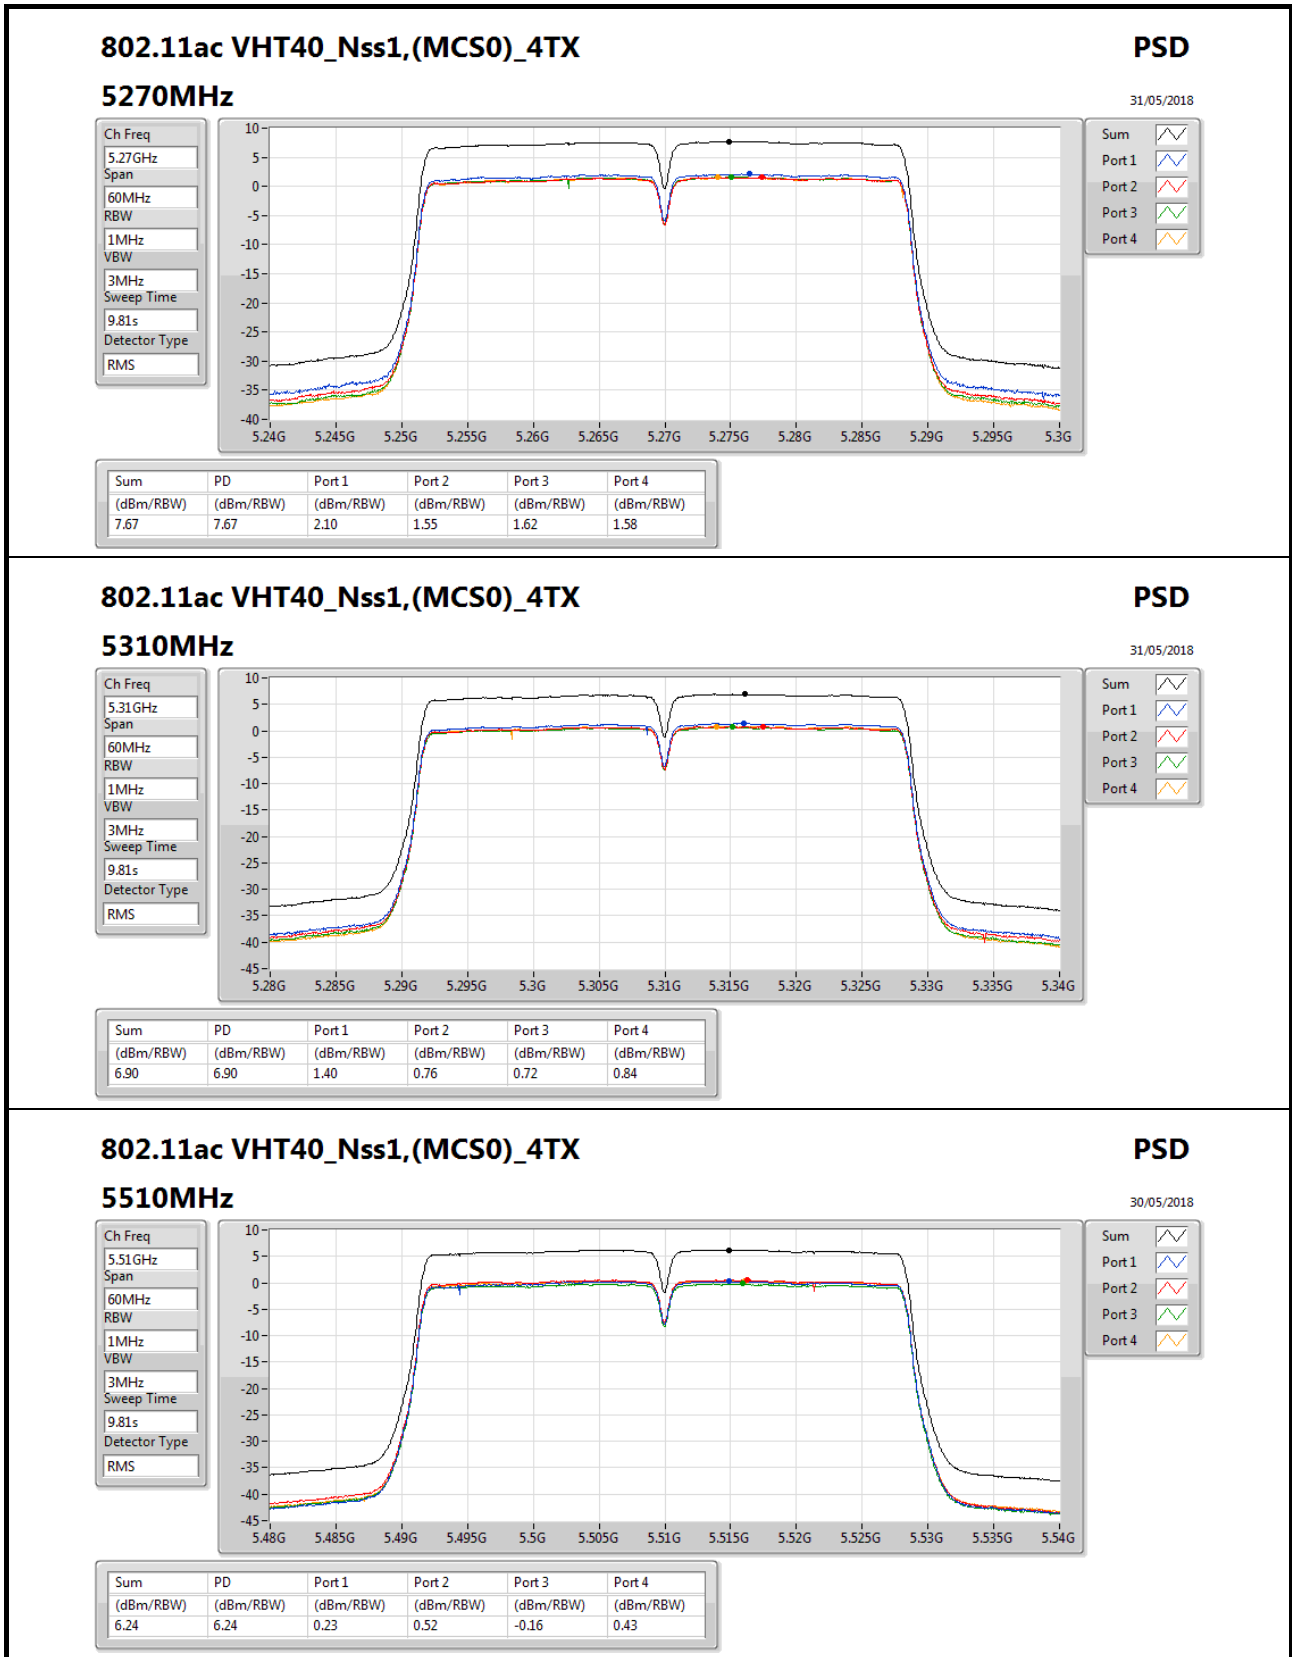 802.11ac VHT40_Nss1,(MCS0)_4TX PSD
5270MHz 31/05/2018
Ch Freq
5.27GHz
Span
60MHz
RBW
1MHz
VBW
3MHz
Sweep Time
9.81s
Detector Type
RMS
10
5
0
-5
-10
-15
-20
-25
-30
-35
-40
5.24G 5.245G 5.25G 5.255G 5.26G 5.265G 5.27G 5.275G 5.28G 5.285G 5.29G 5.295G 5.3G
Sum
Port 1
Port 2
Port 3
Port 4
Sum PD Port 1 Port 2 Port 3 Port 4
(dBm/RBW) (dBm/RBW) (dBm/RBW) (dBm/RBW) (dBm/RBW) (dBm/RBW)
7.67 7.67 2.10 1.55 1.62 1.58
802.11ac VHT40_Nss1,(MCS0)_4TX PSD
5310MHz 31/05/2018
Ch Freq
5.31GHz
Span
60MHz
RBW
1MHz
VBW
3MHz
Sweep Time
9.81s
Detector Type
RMS
10
5
0
-5
-10
-15
-20
-25
-30
-35
-40
-45
5.28G 5.285G 5.29G 5.295G 5.3G 5.305G 5.31G 5.315G 5.32G 5.325G 5.33G 5.335G 5.34G
Sum
Port 1
Port 2
Port 3
Port 4
Sum PD Port 1 Port 2 Port 3 Port 4
(dBm/RBW) (dBm/RBW) (dBm/RBW) (dBm/RBW) (dBm/RBW) (dBm/RBW)
6.90 6.90 1.40 0.76 0.72 0.84
802.11ac VHT40_Nss1,(MCS0)_4TX PSD
5510MHz 30/05/2018
Ch Freq
5.51GHz
Span
60MHz
RBW
1MHz
VBW
3MHz
Sweep Time
9.81s
Detector Type
RMS
10
5
0
-5
-10
-15
-20
-25
-30
-35
-40
-45
5.48G 5.485G 5.49G 5.495G 5.5G 5.505G 5.51G 5.515G 5.52G 5.525G 5.53G 5.535G 5.54G
Sum
Port 1
Port 2
Port 3
Port 4
Sum PD Port 1 Port 2 Port 3 Port 4
(dBm/RBW) (dBm/RBW) (dBm/RBW) (dBm/RBW) (dBm/RBW) (dBm/RBW)
6.24 6.24 0.23 0.52 -0.16 0.43